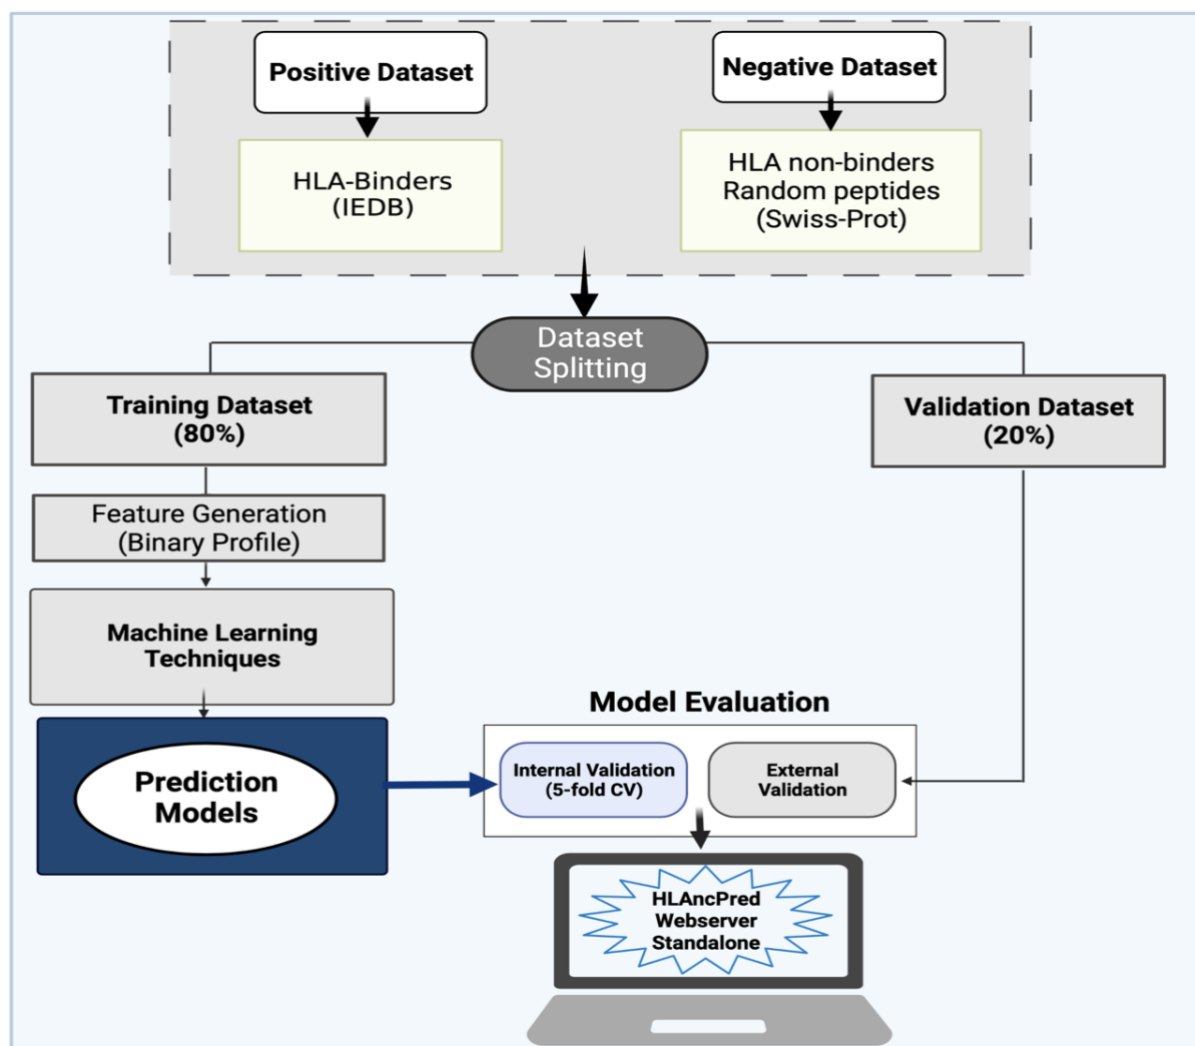 Positive Dataset
HLA-Binders
(IEDB)
Negative Dataset
HLA non-binders
Random peptides
(Swiss-Prot)
Dataset
Splitting
Training Dataset
(80%)
Validation Dataset
(20%)
Feature Generation
(Binary Profile)
Machine Learning
Techniques
Prediction
Models
Model Evaluation
Internal Validation
(5-fold CV)
External
Validation
HLAncPred
Webserver
Standalone